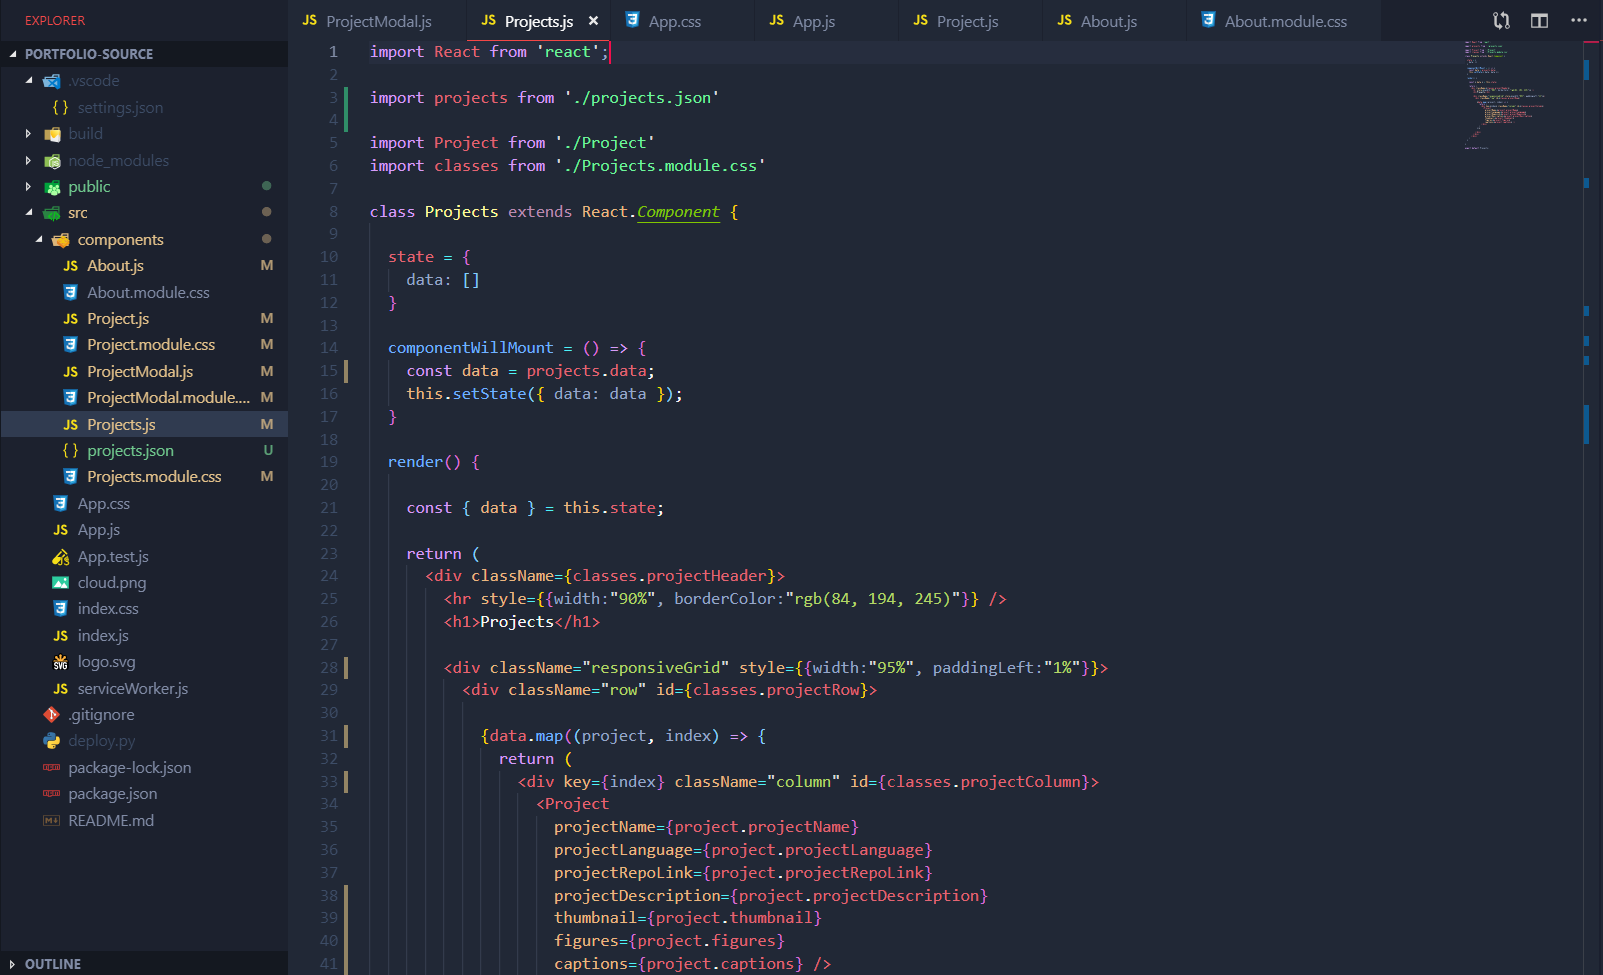 EXPLORER
PORTFOLIO-SOURCE
.vscode
{ } settings.json
build
node_modules
public
src
components
JS About.js M
About.module.css
JS Project.js M
Project.module.css M
JS ProjectModal.js M
ProjectModal.module.... M
JS Projects.js M
{ } projects.json U
Projects.module.css M
App.css
JS App.js
App.test.js
cloud.png
index.css
JS index.js
SVG logo.svg
JS serviceWorker.js
.gitignore
deploy.py
package-lock.json
package.json
README.md
OUTLINE
JS ProjectModal.js JS Projects.js × App.css JS App.js JS Project.js JS About.js About.module.css
1 import React from 'react';
2
3 import projects from './projects.json'
4
5 import Project from './Project'
6 import classes from './Projects.module.css'
7
8 class Projects extends React.Component {
9
10 state = {
11 data: []
12 }
13
14 componentWillMount = () => {
15 const data = projects.data;
16 this.setState({ data: data });
17 }
18
19 render() {
20
21 const { data } = this.state;
22
23 return (
24 <div className={classes.projectHeader}>
25 <hr style={{width:"90%", borderColor:"rgb(84, 194, 245)"}} />
26 <h1>Projects</h1>
27
28 <div className="responsiveGrid" style={{width:"95%", paddingLeft:"1%"}}>
29 <div className="row" id={classes.projectRow}>
30
31 {data.map((project, index) => {
32 return (
33 <div key={index} className="column" id={classes.projectColumn}>
34 <Project
35 projectName={project.projectName}
36 projectLanguage={project.projectLanguage}
37 projectRepoLink={project.projectRepoLink}
38 projectDescription={project.projectDescription}
39 thumbnail={project.thumbnail}
40 figures={project.figures}
41 captions={project.captions} />